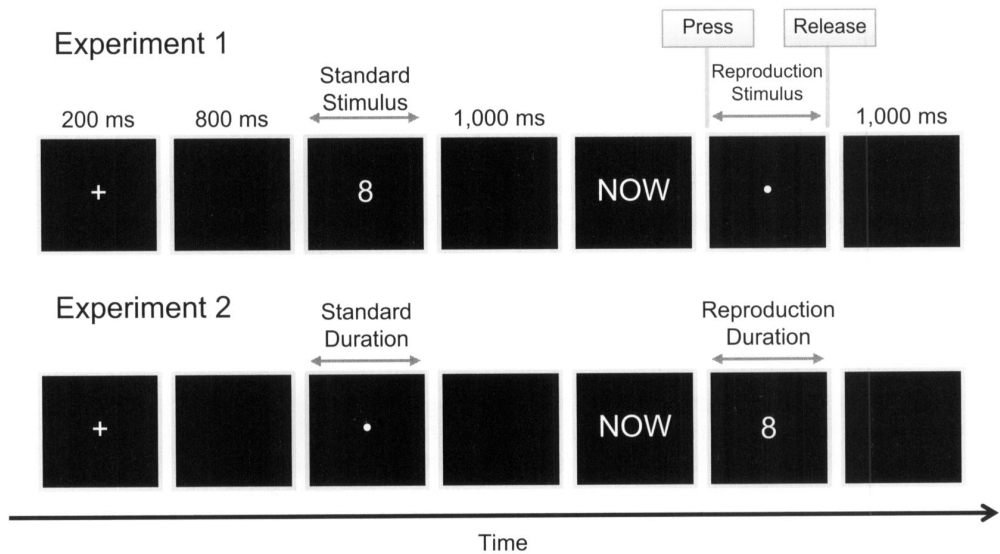 Experiment 1
Press
Release
Standard
Stimulus
Reproduction
Stimulus
200 ms
800 ms
1,000 ms
1,000 ms
+
8
NOW
Experiment 2
Standard
Duration
Reproduction
Duration
+
NOW
8
Time